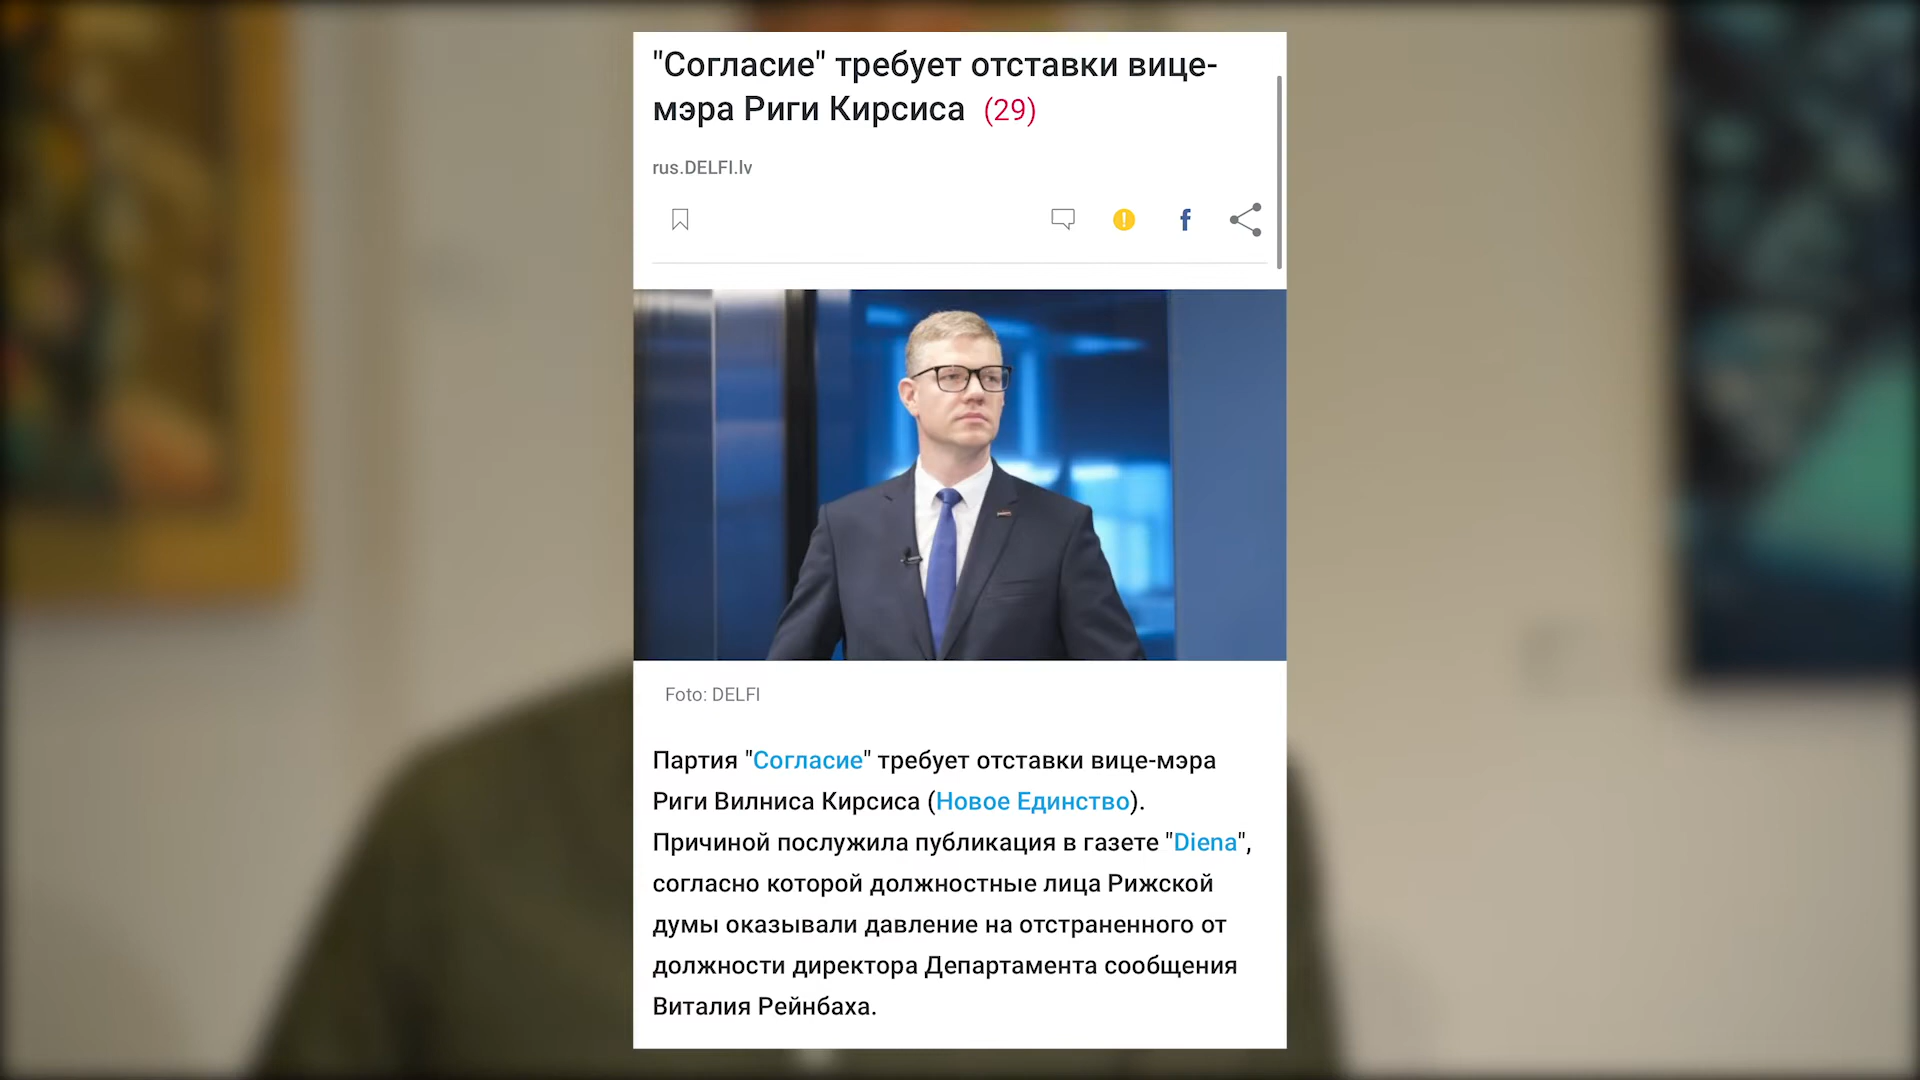 "Согласие" требует отставки вице-
мэра Риги Кирсиса (29)
rus.DELFI.lv
Foto: DELFI
Партия "Согласие" требует отставки вице-мэра
Риги Вилниса Кирсиса (Новое Единство).
Причиной послужила публикация в газете "Diena",
согласно которой должностные лица Рижской
думы оказывали давление на отстраненного от
должности директора Департамента сообщения
Виталия Рейнбаха.